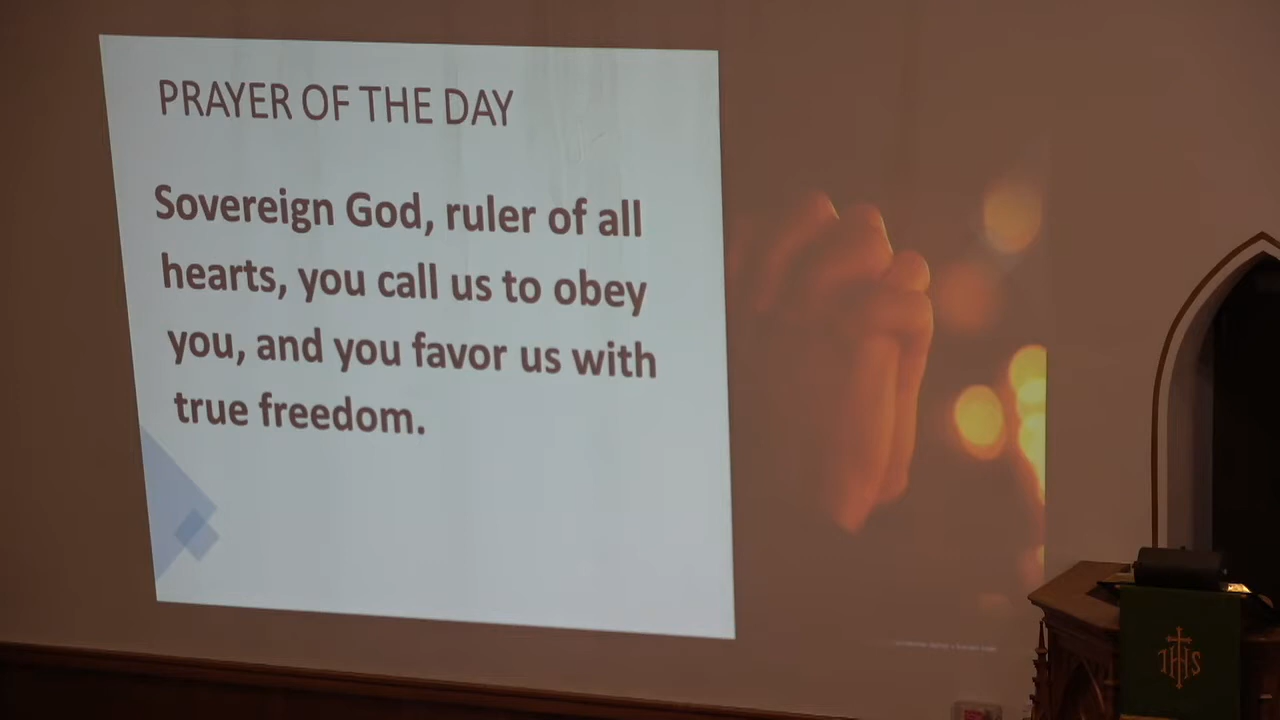 PRAYER OF THE DAY
Sovereign God, ruler of all
hearts, you call us to obey
you, and you favor us with
true freedom.
IHS